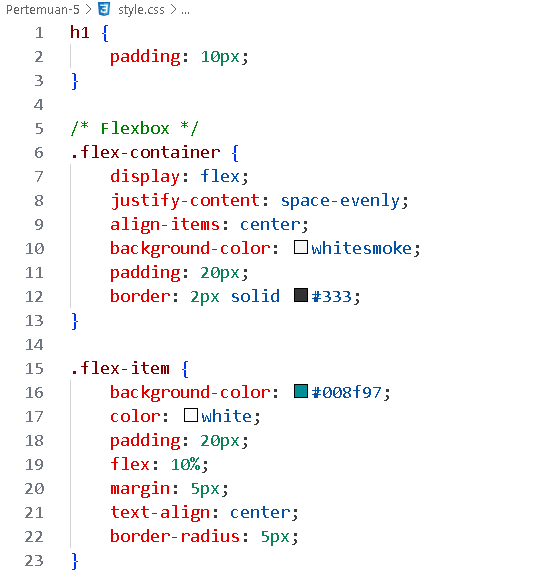 Pertemuan-5 > style.css > ...
1 h1 {
2     padding: 10px;
3 }
4
5 /* Flexbox */
6 .flex-container {
7     display: flex;
8     justify-content: space-evenly;
9     align-items: center;
10     background-color: whitesmoke;
11     padding: 20px;
12     border: 2px solid #333;
13 }
14
15 .flex-item {
16     background-color: #008f97;
17     color: white;
18     padding: 20px;
19     flex: 10%;
20     margin: 5px;
21     text-align: center;
22     border-radius: 5px;
23 }